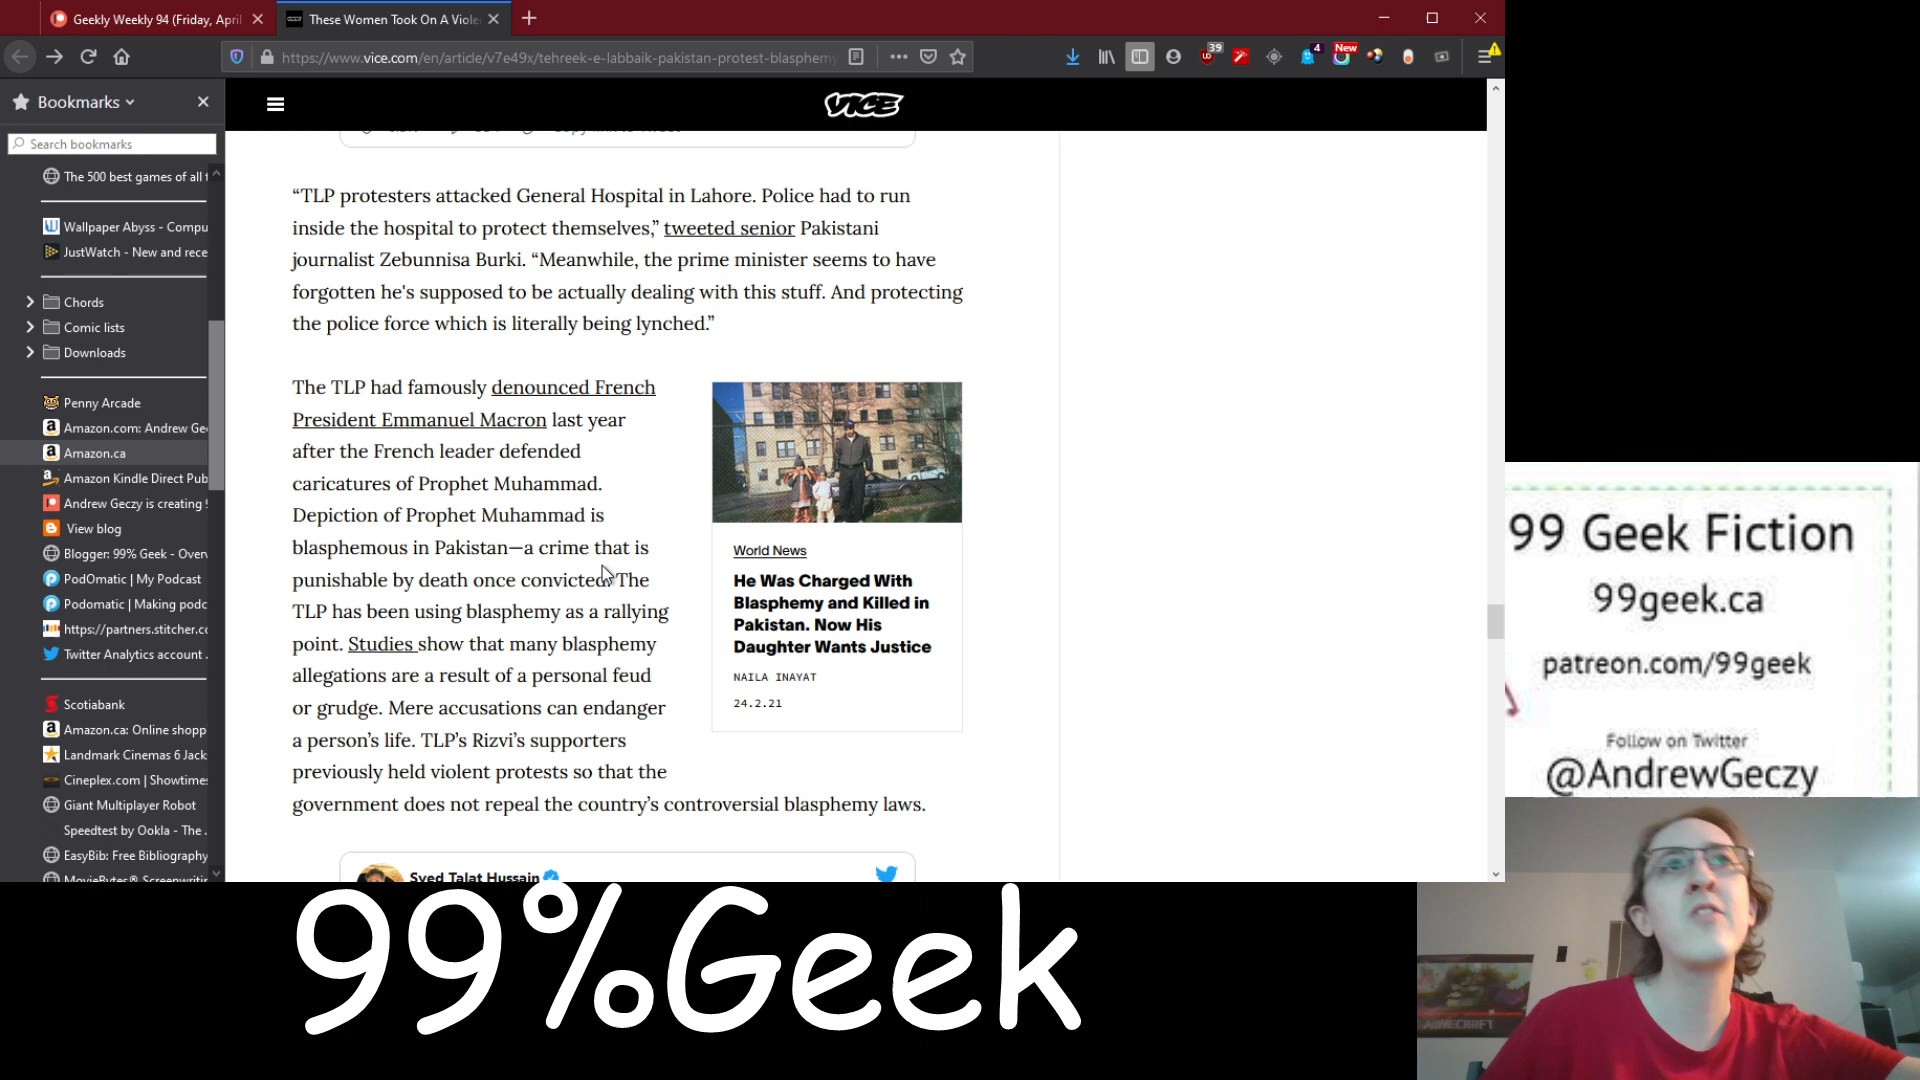 Geekly Weekly 94 (Friday, April
These Women Took On A Viole
https://www.vice.com/en/article/v7e49x/tehreek-e-labbaik-pakistan-protest-blasphemy
39
4
New
Bookmarks
Search bookmarks
The 500 best games of all t
Wallpaper Abyss - Compu
JustWatch - New and rece
Chords
Comic lists
Downloads
Penny Arcade
Amazon.com: Andrew Ge
Amazon.ca
Amazon Kindle Direct Pub
Andrew Geczy is creating 9
View blog
Blogger: 99% Geek - Overv
PodOmatic | My Podcast
Podomatic | Making podc
https://partners.stitcher.co
Twitter Analytics account
Scotiabank
Amazon.ca: Online shopp
Landmark Cinemas 6 Jack
Cineplex.com | Showtimes
Giant Multiplayer Robot
Speedtest by Ookla - The
EasyBib: Free Bibliography
MovieBytes® Screenwritin
VICE
“TLP protesters attacked General Hospital in Lahore. Police had to run
inside the hospital to protect themselves,” tweeted senior Pakistani
journalist Zebunnisa Burki. “Meanwhile, the prime minister seems to have
forgotten he's supposed to be actually dealing with this stuff. And protecting
the police force which is literally being lynched.”
The TLP had famously denounced French
President Emmanuel Macron last year
after the French leader defended
caricatures of Prophet Muhammad.
Depiction of Prophet Muhammad is
blasphemous in Pakistan—a crime that is
punishable by death once convicted. The
TLP has been using blasphemy as a rallying
point. Studies show that many blasphemy
allegations are a result of a personal feud
or grudge. Mere accusations can endanger
a person’s life. TLP’s Rizvi’s supporters
previously held violent protests so that the
government does not repeal the country’s controversial blasphemy laws.
World News
He Was Charged With
Blasphemy and Killed in
Pakistan. Now His
Daughter Wants Justice
NAILA INAYAT
24.2.21
Syed Talat Hussain
99 Geek Fiction
99geek.ca
patreon.com/99geek
Follow on Twitter
@AndrewGeczy
99%Geek
MINECRAFT